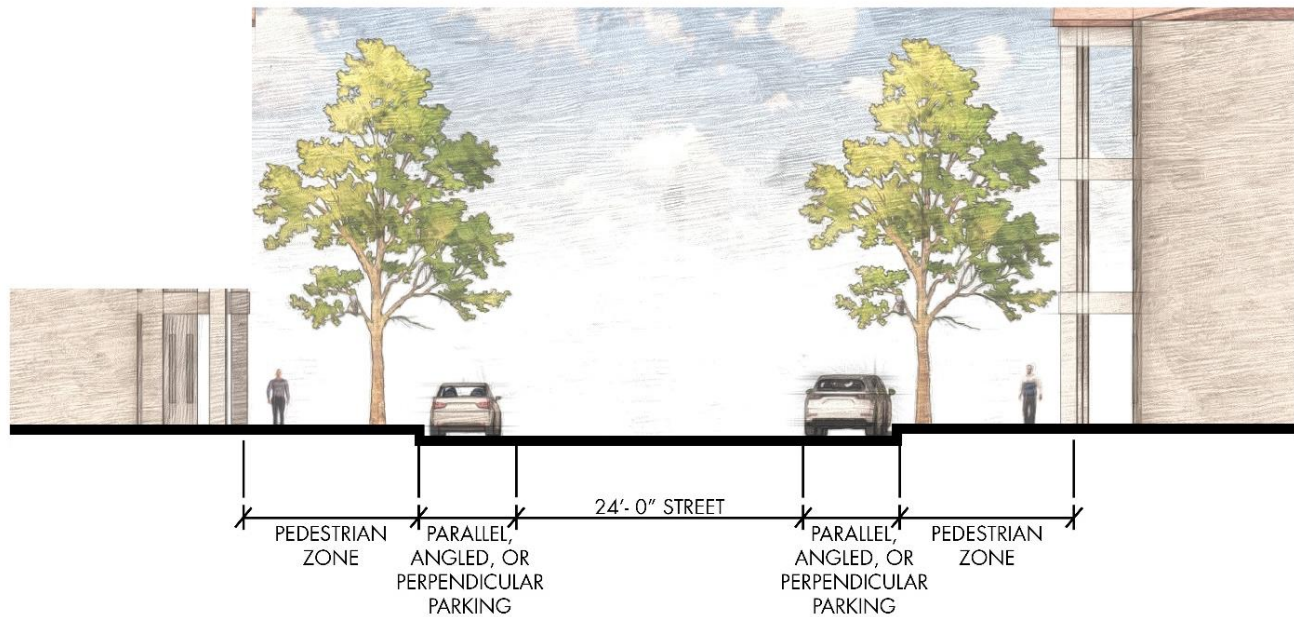 24'-0" STREET
PEDESTRIAN
ZONE
PARALLEL,
ANGLED, OR
PERPENDICULAR
PARKING
PARALLEL,
ANGLED, OR
PERPENDICULAR
PARKING
PEDESTRIAN
ZONE